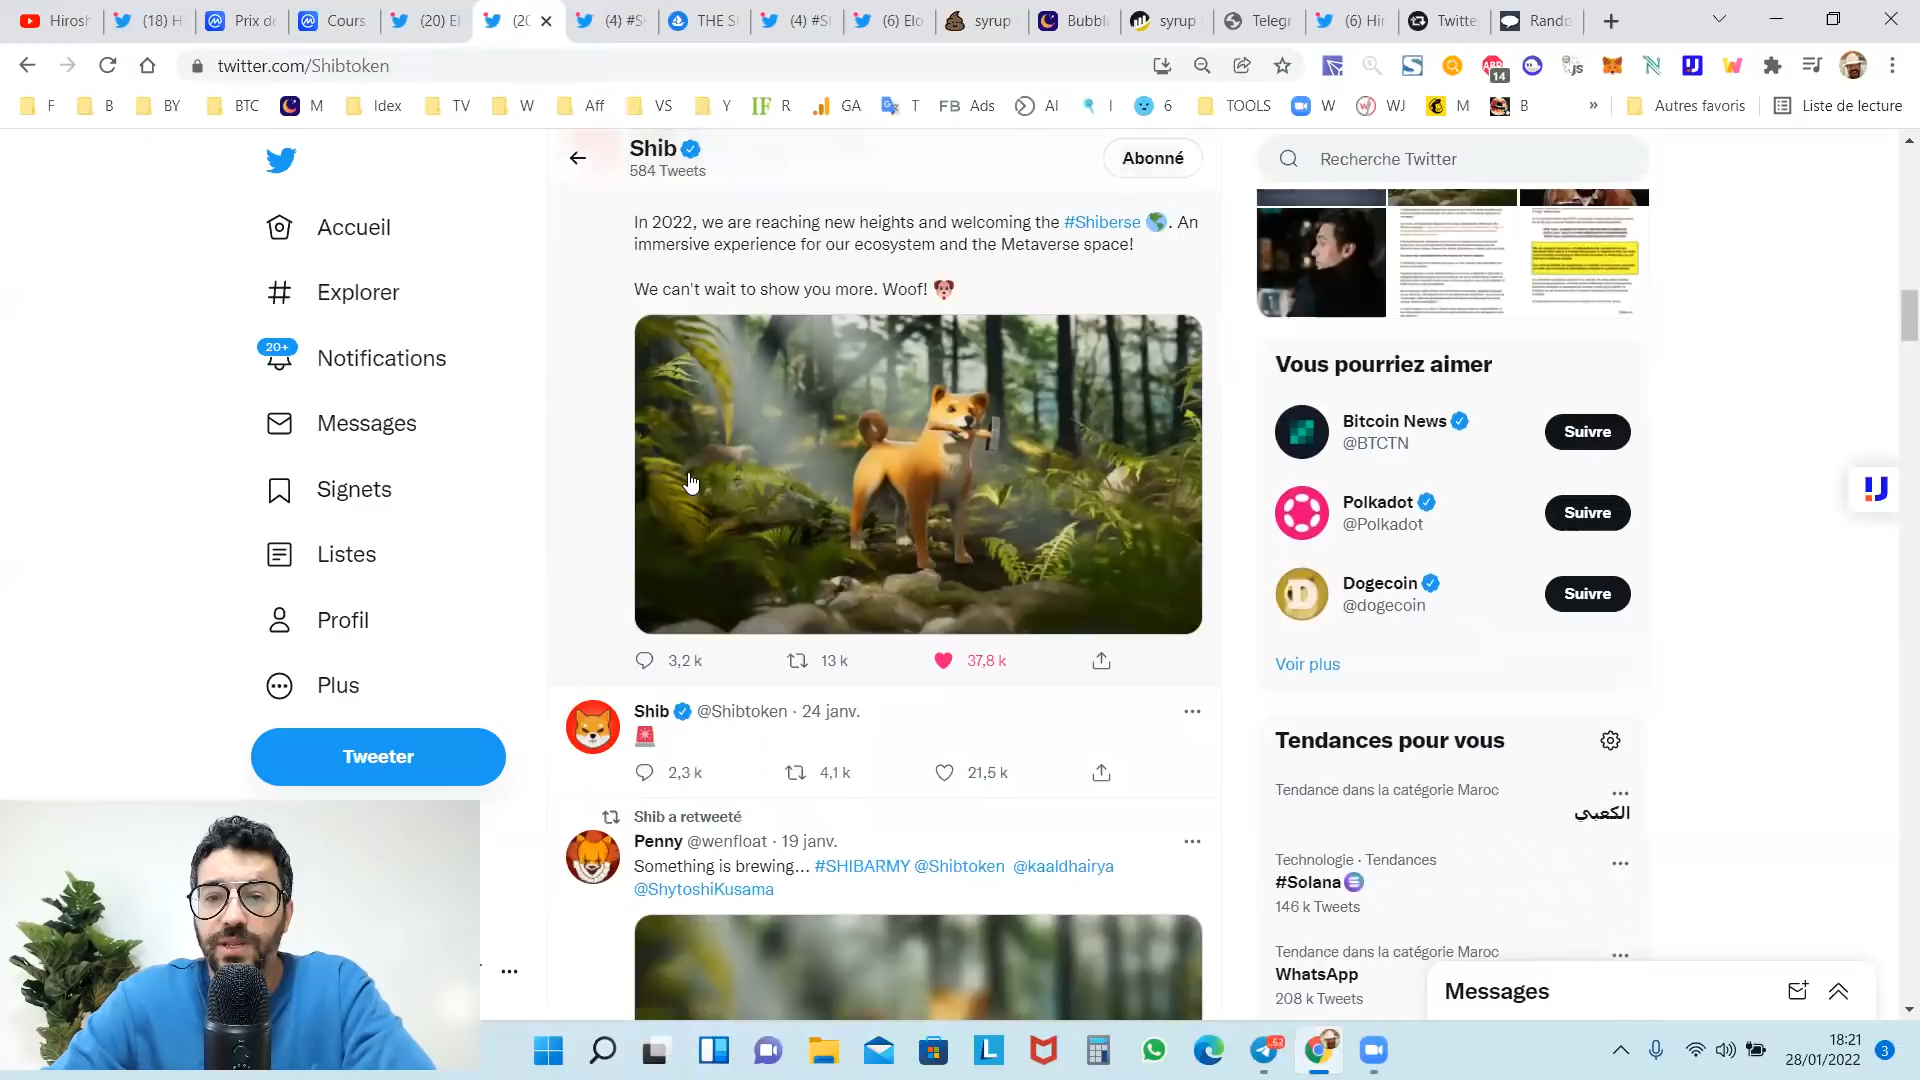 Hirosh
(18) H
Prix de
Cours
(20) El
(20
(4) #S
THE S
(4) #S
(6) Elo
syrup
Bubbl
syrup
Telegr
(6) Hir
Twitte
Rando
twitter.com/Shibtoken
14
F
B
BY
BTC
M
Idex
TV
W
Aff
VS
Y
IF R
GA
T
FB Ads
AI
I
6
TOOLS
W
WJ
M
B
»
Autres favoris
Liste de lecture
Accueil
Explorer
20+
Notifications
Messages
Signets
Listes
Profil
Plus
Tweeter
Shib
584 Tweets
Abonné
In 2022, we are reaching new heights and welcoming the #Shiberse 🌎. An
immersive experience for our ecosystem and the Metaverse space!
We can't wait to show you more. Woof! 🐶
3,2 k
13 k
37,8 k
Shib @Shibtoken · 24 janv.
🚨
2,3 k
4,1 k
21,5 k
Shib a retweeté
Penny @wenfloat · 19 janv.
Something is brewing... #SHIBARMY @Shibtoken @kaaldhairya
@ShytoshiKusama
Recherche Twitter
Vous pourriez aimer
Bitcoin News
@BTCTN
Suivre
Polkadot
@Polkadot
Suivre
Dogecoin
@dogecoin
Suivre
Voir plus
Tendances pour vous
Tendance dans la catégorie Maroc
الكعبي
Technologie · Tendances
#Solana
146 k Tweets
Tendance dans la catégorie Maroc
WhatsApp
208 k Tweets
Messages
18:21
28/01/2022
3